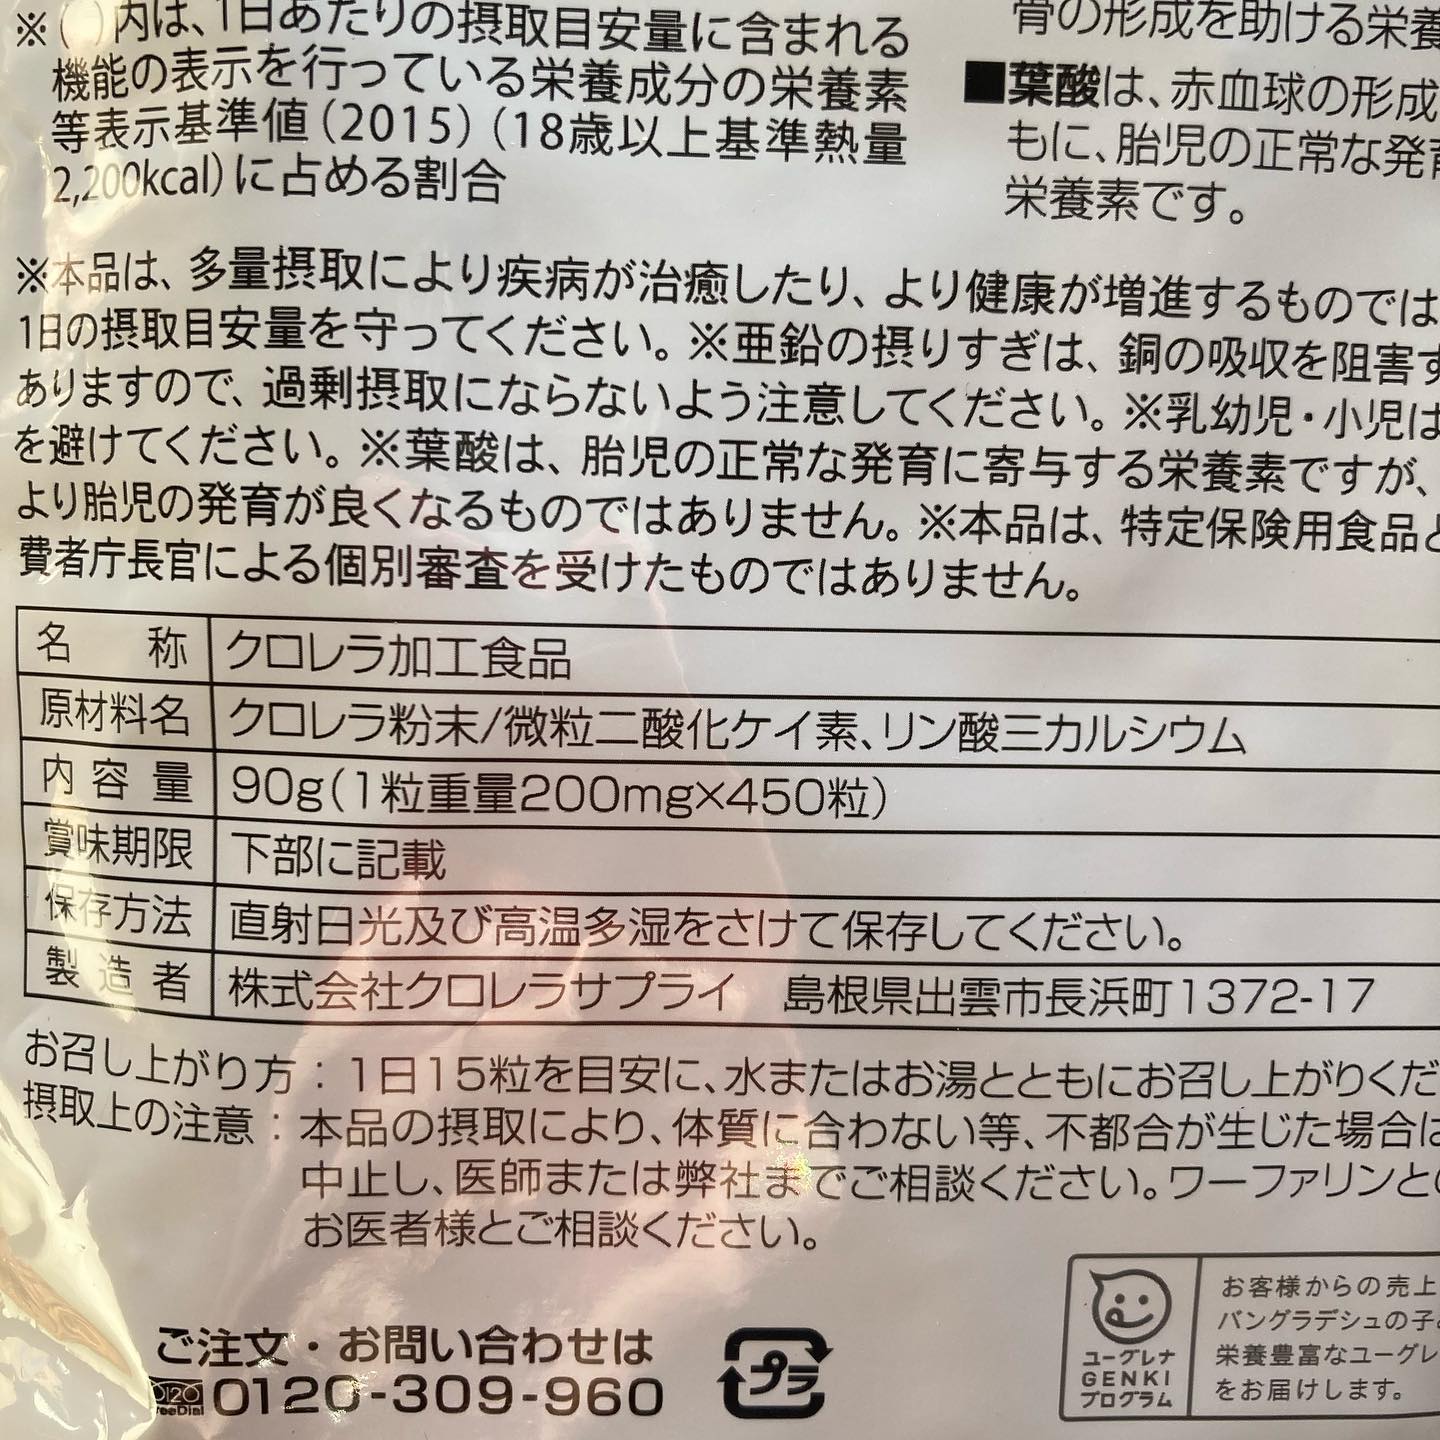 ※( )内は、1日あたりの摂取目安量に含まれる
機能の表示を行っている栄養成分の栄養素
等表示基準値(2015)(18歳以上基準熱量
2,200kcal)に占める割合
骨の形成を助ける栄養
■葉酸は、赤血球の形成
もに、胎児の正常な発育
栄養素です。
※本品は、多量摂取により疾病が治癒したり、より健康が増進するものでは
1日の摂取目安量を守ってください。※亜鉛の摂りすぎは、銅の吸収を阻害す
ありますので、過剰摂取にならないよう注意してください。※乳幼児・小児は
を避けてください。※葉酸は、胎児の正常な発育に寄与する栄養素ですが、
より胎児の発育が良くなるものではありません。※本品は、特定保険用食品と
費者庁長官による個別審査を受けたものではありません。
名 称 クロレラ加工食品
原材料名 クロレラ粉末/微粒二酸化ケイ素、リン酸三カルシウム
内容量 90g(1粒重量200mg×450粒)
賞味期限 下部に記載
保存方法 直射日光及び高温多湿をさけて保存してください。
製造者 株式会社クロレラサプライ 島根県出雲市長浜町1372-17
お召し上がり方：1日15粒を目安に、水またはお湯とともにお召し上がりくだ
摂取上の注意：本品の摂取により、体質に合わない等、不都合が生じた場合は
中止し、医師または弊社までご相談ください。ワーファリンとの
お医者様とご相談ください。
ご注文・お問い合わせは
0120-309-960
プラ
ユーグレナ
GENKI
プログラム
お客様からの売上
バングラデシュの子
栄養豊富なユーグレ
をお届けします。